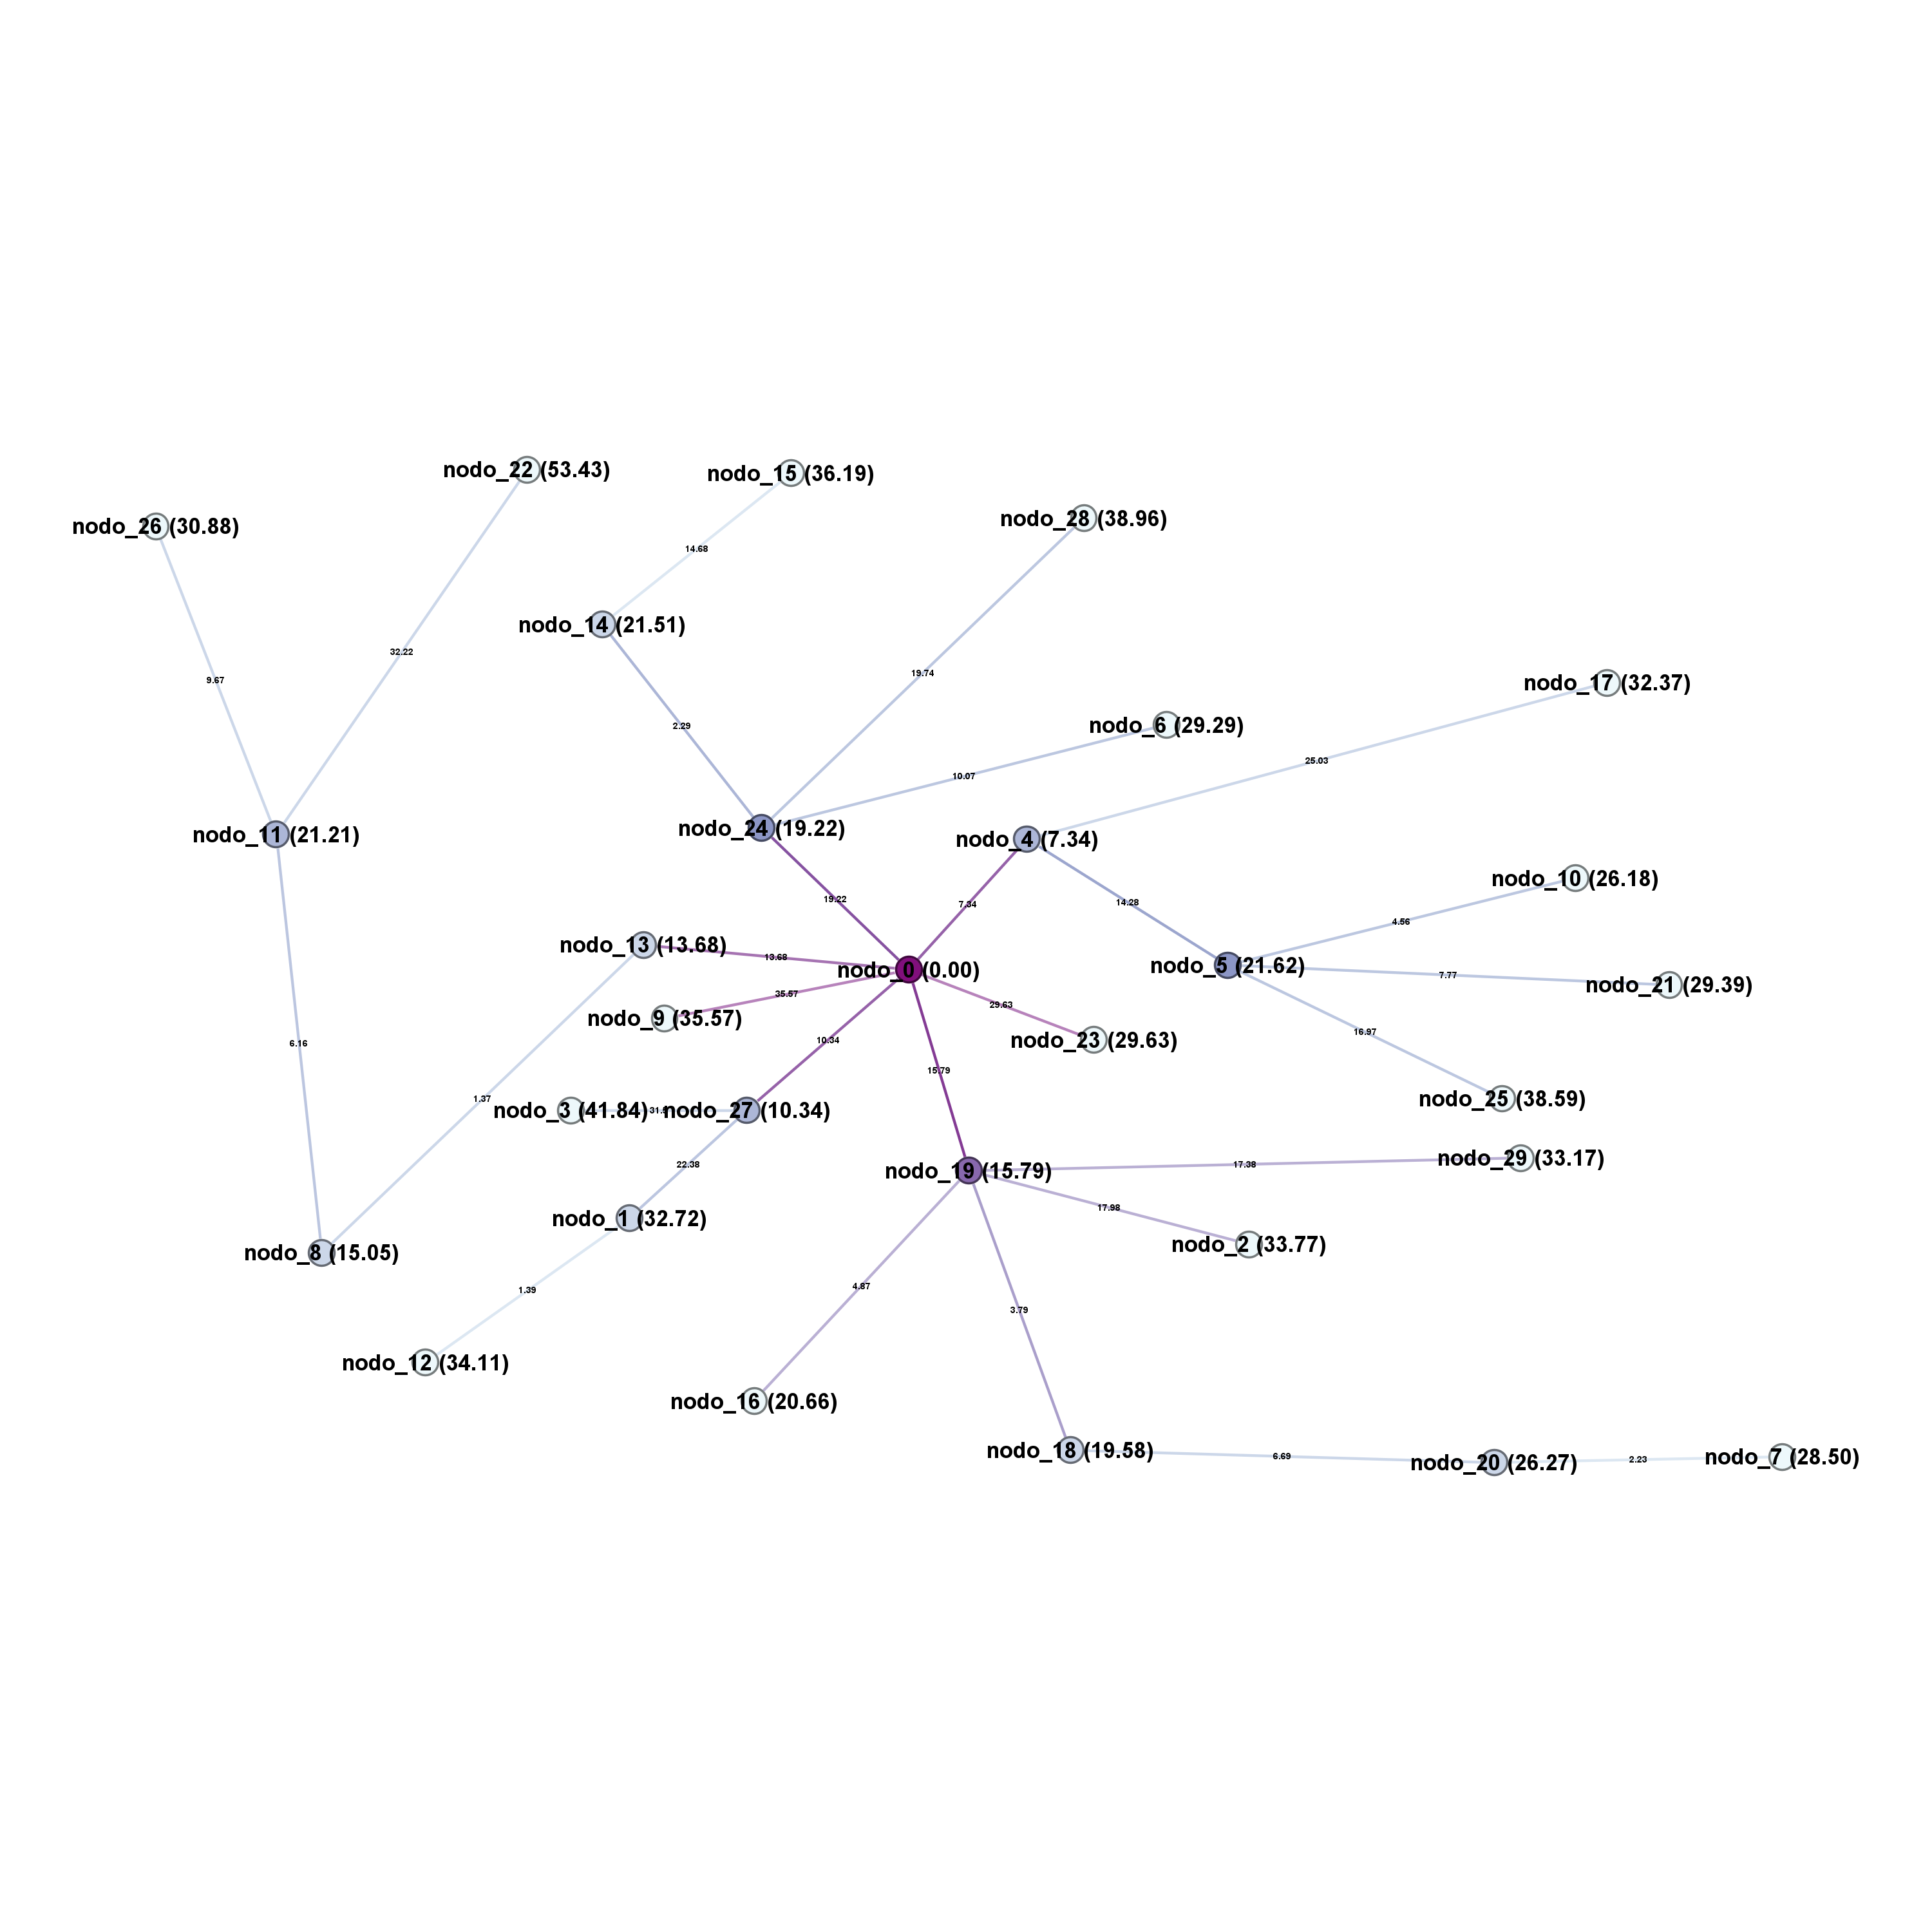 nodo_22 (53.43)
nodo_15 (36.19)
nodo_28 (38.96)
nodo_26 (30.88)
14.68
nodo_14 (21.51)
32.22
19.74
9.67
nodo_17 (32.37)
nodo_6 (29.29)
2.29
25.03
10.07
nodo_24 (19.22)
nodo_11 (21.21)
nodo_4 (7.34)
nodo_10 (26.18)
19.22
14.28
7.34
4.56
nodo_13 (13.68)
13.68
nodo_5 (21.62)
nodo_0 (0.00)
7.77
nodo_21 (29.39)
35.57
29.63
nodo_9 (35.57)
16.97
10.34
nodo_23 (29.63)
6.16
15.79
1.37
nodo_25 (38.59)
nodo_3 (41.84)
nodo_27 (10.34)
nodo_29 (33.17)
22.38
17.38
nodo_19 (15.79)
17.98
nodo_1 (32.72)
nodo_2 (33.77)
nodo_8 (15.05)
4.87
1.39
3.79
nodo_12 (34.11)
nodo_16 (20.66)
nodo_18 (19.58)
6.69
nodo_20 (26.27)
2.23
nodo_7 (28.50)